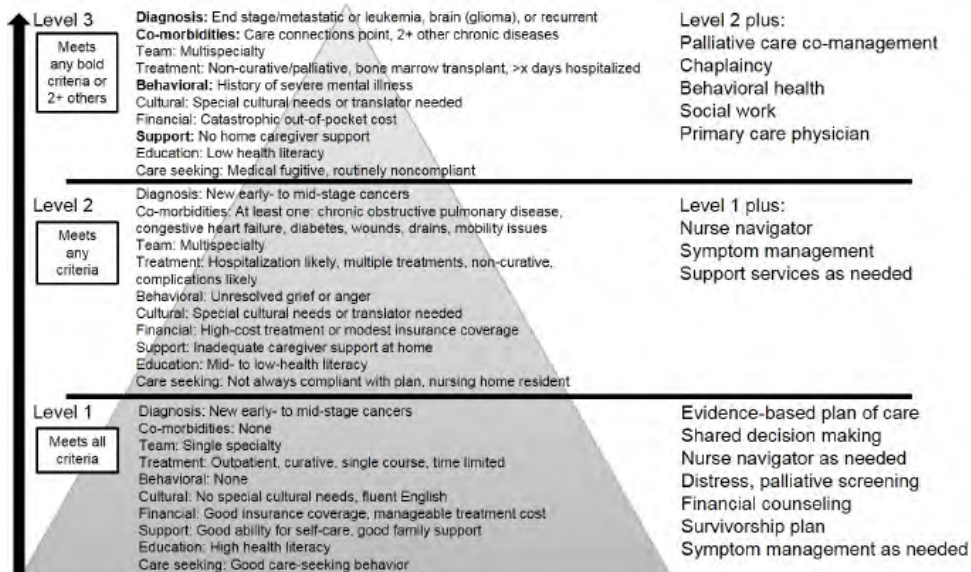 Level 3
Meets
any bold
criteria or
2+ others
Diagnosis: End stage/metastatic or leukemia, brain (glioma), or recurrent
Co-morbidities: Care connections point, 2+ other chronic diseases
Team: Multispecialty
Treatment: Non-curative/palliative, bone marrow transplant, >x days hospitalized
Behavioral: History of severe mental illness
Cultural: Special cultural needs or translator needed
Financial: Catastrophic out-of-pocket cost
Support: No home caregiver support
Education: Low health literacy
Care seeking: Medical fugitive, routinely noncompliant
Level 2 plus:
Palliative care co-management
Chaplaincy
Behavioral health
Social work
Primary care physician
Level 2
Meets
any
criteria
Diagnosis: New early- to mid-stage cancers
Co-morbidities: At least one: chronic obstructive pulmonary disease,
congestive heart failure, diabetes, wounds, drains, mobility issues
Team: Multispecialty
Treatment: Hospitalization likely, multiple treatments, non-curative,
complications likely
Behavioral: Unresolved grief or anger
Cultural: Special cultural needs or translator needed
Financial: High-cost treatment or modest insurance coverage
Support: Inadequate caregiver support at home
Education: Mid- to low-health literacy
Care seeking: Not always compliant with plan, nursing home resident
Level 1 plus:
Nurse navigator
Symptom management
Support services as needed
Level 1
Meets all
criteria
Diagnosis: New early- to mid-stage cancers
Co-morbidities: None
Team: Single specialty
Treatment: Outpatient, curative, single course, time limited
Behavioral: None
Cultural: No special cultural needs, fluent English
Financial: Good insurance coverage, manageable treatment cost
Support: Good ability for self-care, good family support
Education: High health literacy
Care seeking: Good care-seeking behavior
Evidence-based plan of care
Shared decision making
Nurse navigator as needed
Distress, palliative screening
Financial counseling
Survivorship plan
Symptom management as needed